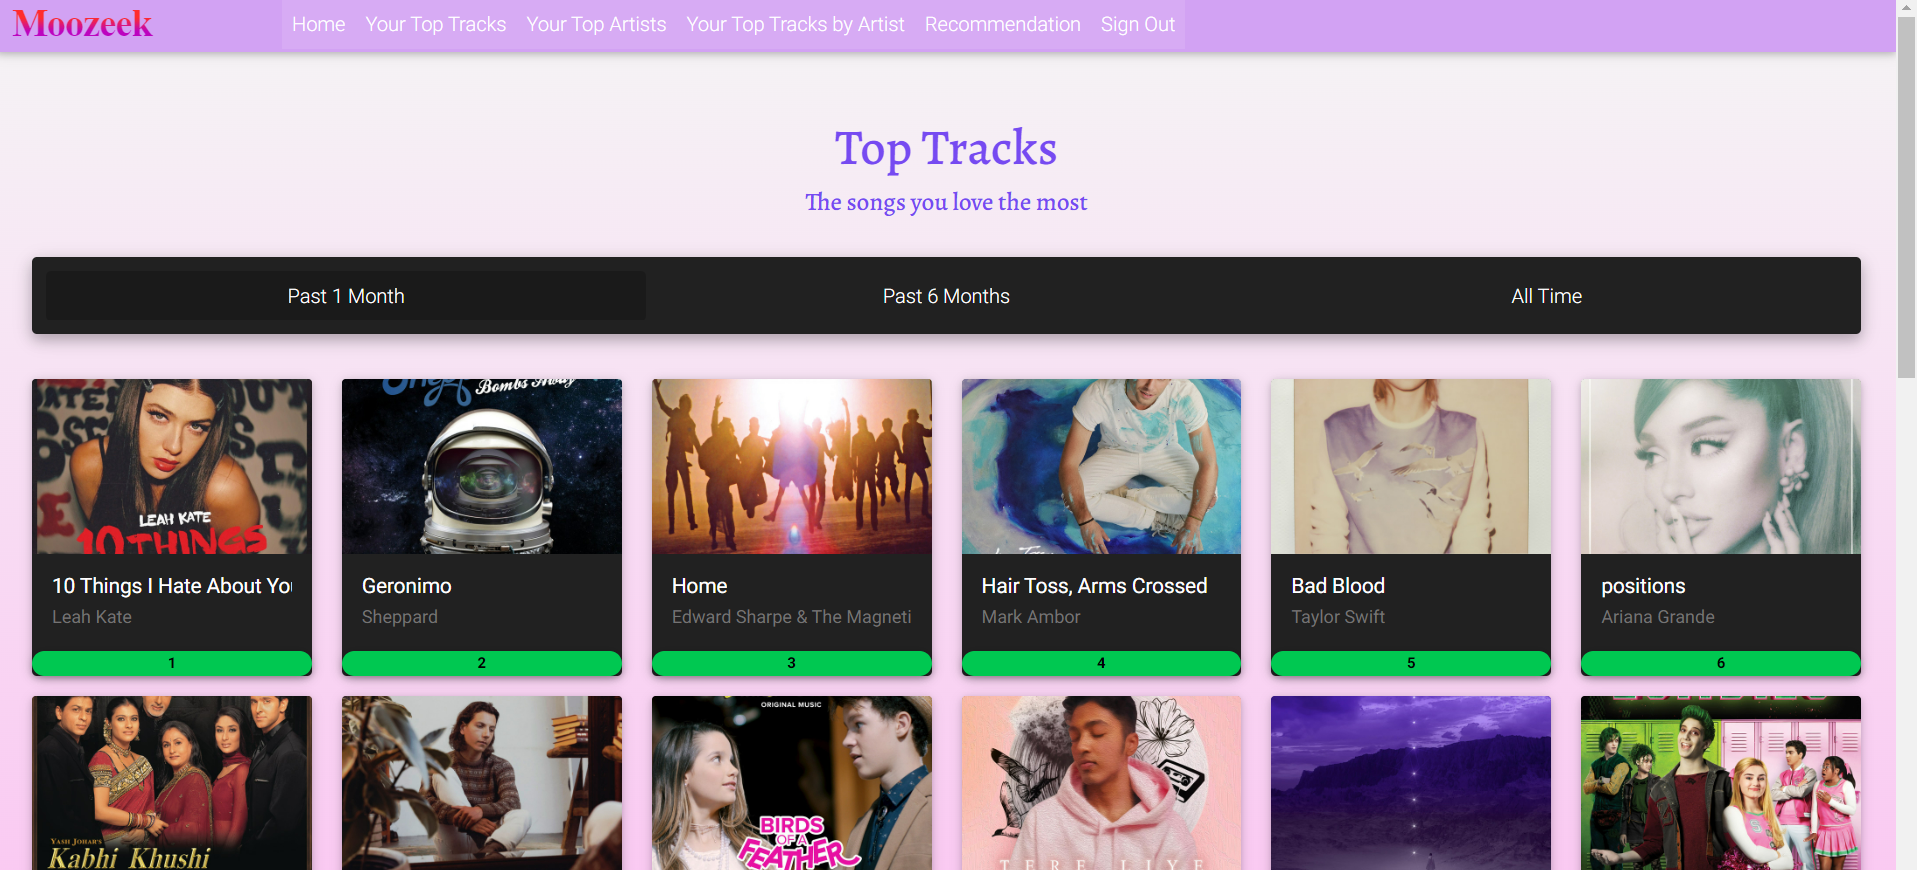 Moozeek
Home Your Top Tracks Your Top Artists Your Top Tracks by Artist Recommendation Sign Out
Top Tracks
The songs you love the most
Past 1 Month Past 6 Months All Time
LEAH KATE
10 THINGS
Bombs Away
10 Things I Hate About You
Leah Kate
1
Geronimo
Sheppard
2
Home
Edward Sharpe & The Magneti
3
Hair Toss, Arms Crossed
Mark Ambor
4
Bad Blood
Taylor Swift
5
positions
Ariana Grande
6
YASH JOHAR'S
Kabhi Khushi
ORIGINAL MUSIC
BIRDS
OF A
FEATHER
TERE LIYE